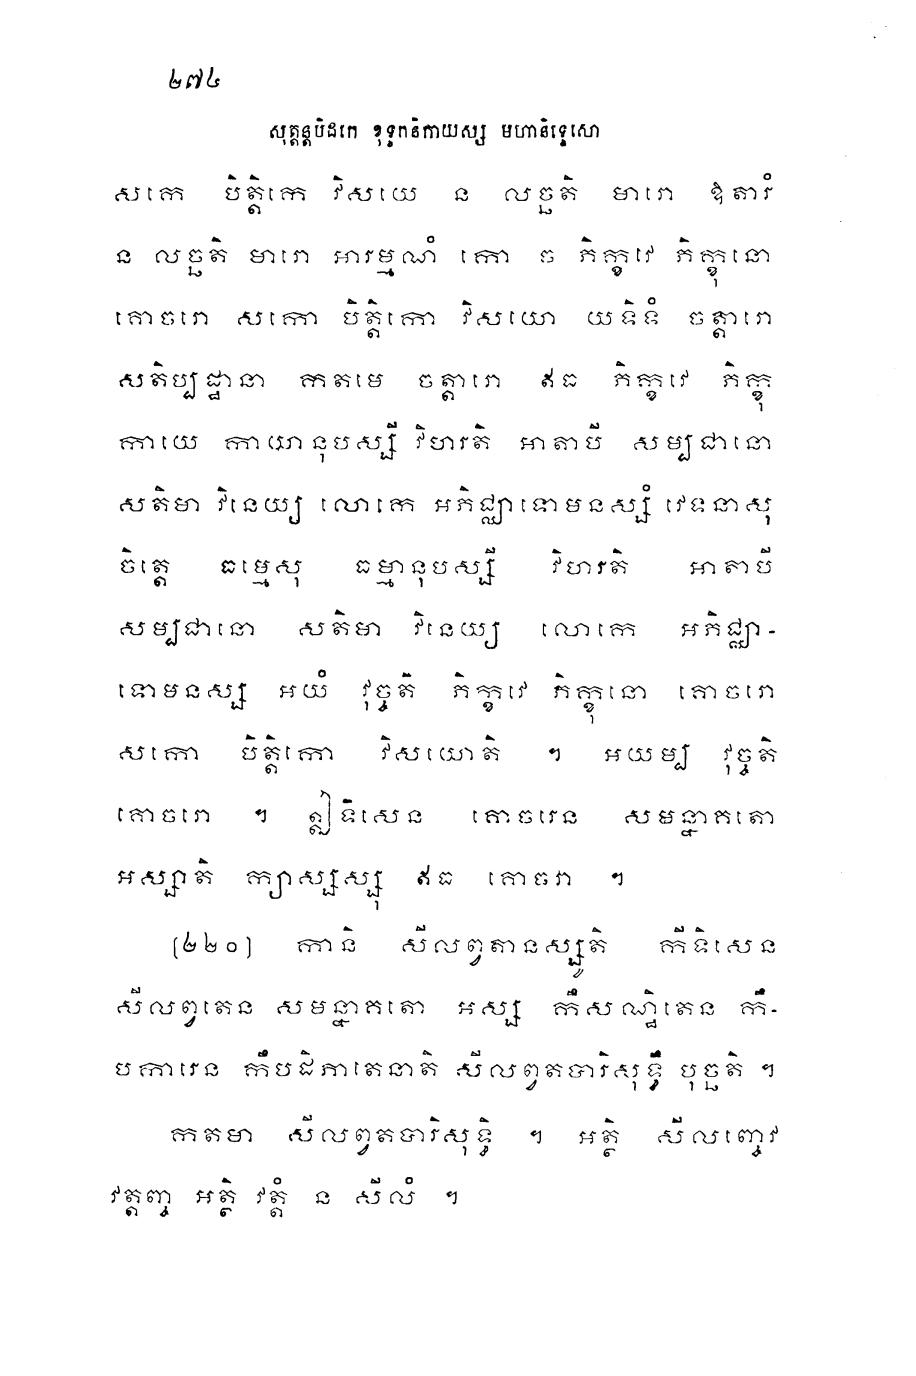 ២៧៤
សុត្តន្តបិដកេ ខុទ្ទកនិកាយស្ស មហានិទ្ទេសោ
សកេ បិត្តិកេ វិសយេ ន លច្ឆតិ មារោ ឱតារំ
ន លច្ឆតិ មារោ អារម្មណំ កោ ច ភិក្ខវេ ភិក្ខុនោ
គោចរោ សកោ បិត្តិកោ វិសយោ យទិទំ ចត្តារោ
សតិប្បដ្ឋានា កតមេ ចត្តារោ ឥធ ភិក្ខវេ ភិក្ខុ
កាយេ កាយានុបស្សី វិហរតិ អាតាបី សម្បជានោ
សតិមា វិនេយ្យ លោកេ អភិជ្ឈាទោមនស្សំ វេទនាសុ
ចិត្តេ ធម្មេសុ ធម្មានុបស្សី វិហរតិ អាតាបី
សម្បជានោ សតិមា វិនេយ្យ លោកេ អភិជ្ឈា-
ទោមនស្ស អយំ វុច្ចតិ ភិក្ខវេ ភិក្ខុនោ គោចរោ
សកោ បិត្តិកោ វិសយោតិ ។ អយម្ប វុច្ចតិ
គោចរោ ។ ឦទិសេន គោចរេន សមន្នាគតោ
អស្សាតិ ក្យាស្សស្សុ ឥធ គោចរា ។
(២២០) កានិ សីលព្វតានស្សូតិ កីទិសេន
សីលព្វតេន សមន្នាគតោ អស្ស កឹសណ្ឋិតេន កឹ-
បការេន កឹបដិភាតេនាតិ សីលព្វតបារិសុទ្ធឹ បុច្ឆតិ ។
កតមា សីលព្វតបារិសុទ្ធិ ។ អត្ថិ សីលញ្ចេវ
វត្តញ្ច អត្ថិ វត្តំ ន សីលំ ។